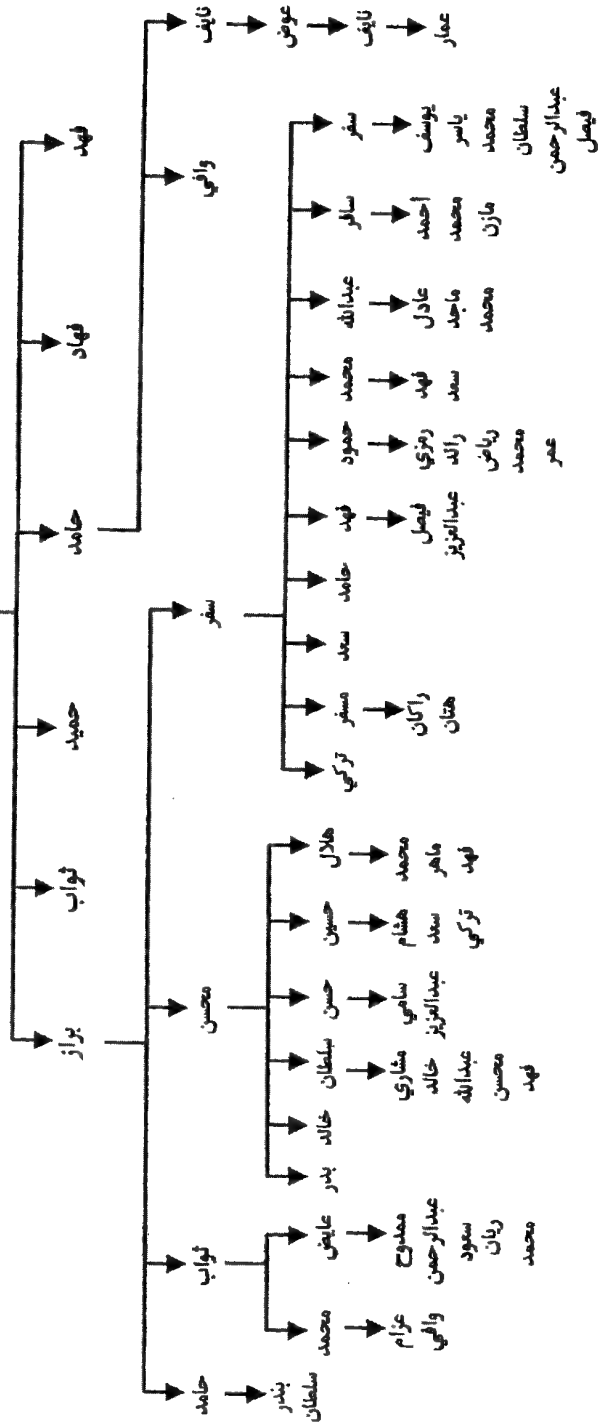 فهد فهاد حامد حميد ثواب براز
نايف وافي سفر محسن ثواب حامد
عوض
نايف
عمار
سفر سافر عبدالله محمد حمود فهد حامد سعد مسفر تركي
يوسف
ياسر
محمد
سلطان
عبدالرحمن
فيصل
احمد
محمد
مازن
عادل
ماجد
محمد
فهد
سعد
رمزي
رائد
رياض
محمد
عمر
فيصل
عبدالعزيز
راكان
هتان
هلال حسين حسن سلطان خالد بدر
محمد
ماهر
فهد
هشام
سعد
تركي
سامي
عبدالعزيز
مشاري
خالد
عبدالله
محسن
فهد
عايض محمد
ممدوح
عبدالرحمن
سعود
ريان
محمد
عزام
وافي
بندر
سلطان